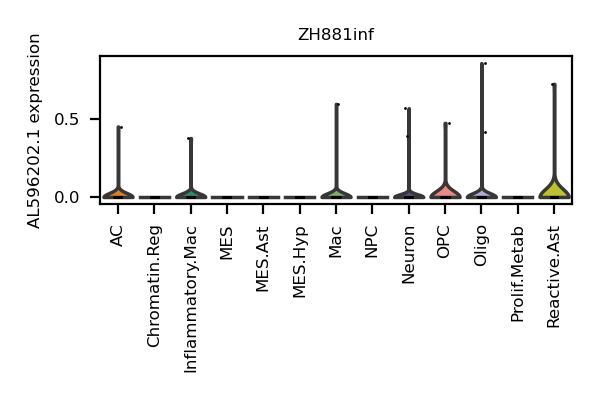 ZH881inf
AL596202.1 expression
0.5
0.0
AC
Chromatin.Reg
Inflammatory.Mac
MES
MES.Ast
MES.Hyp
Mac
NPC
Neuron
OPC
Oligo
Prolif.Metab
Reactive.Ast